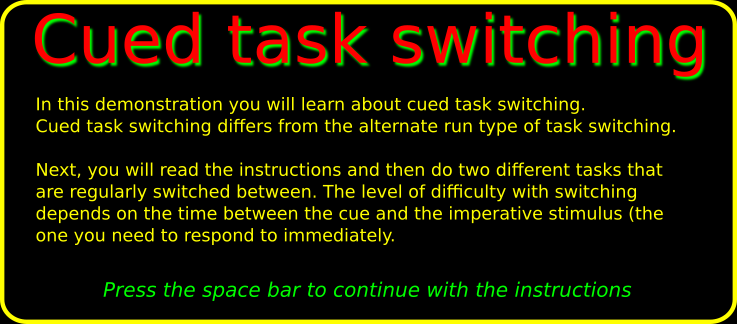 Cued task switching
In this demonstration you will learn about cued task switching.
Cued task switching differs from the alternate run type of task switching.
Next, you will read the instructions and then do two different tasks that
are regularly switched between. The level of difficulty with switching
depends on the time between the cue and the imperative stimulus (the
one you need to respond to immediately.
Press the space bar to continue with the instructions